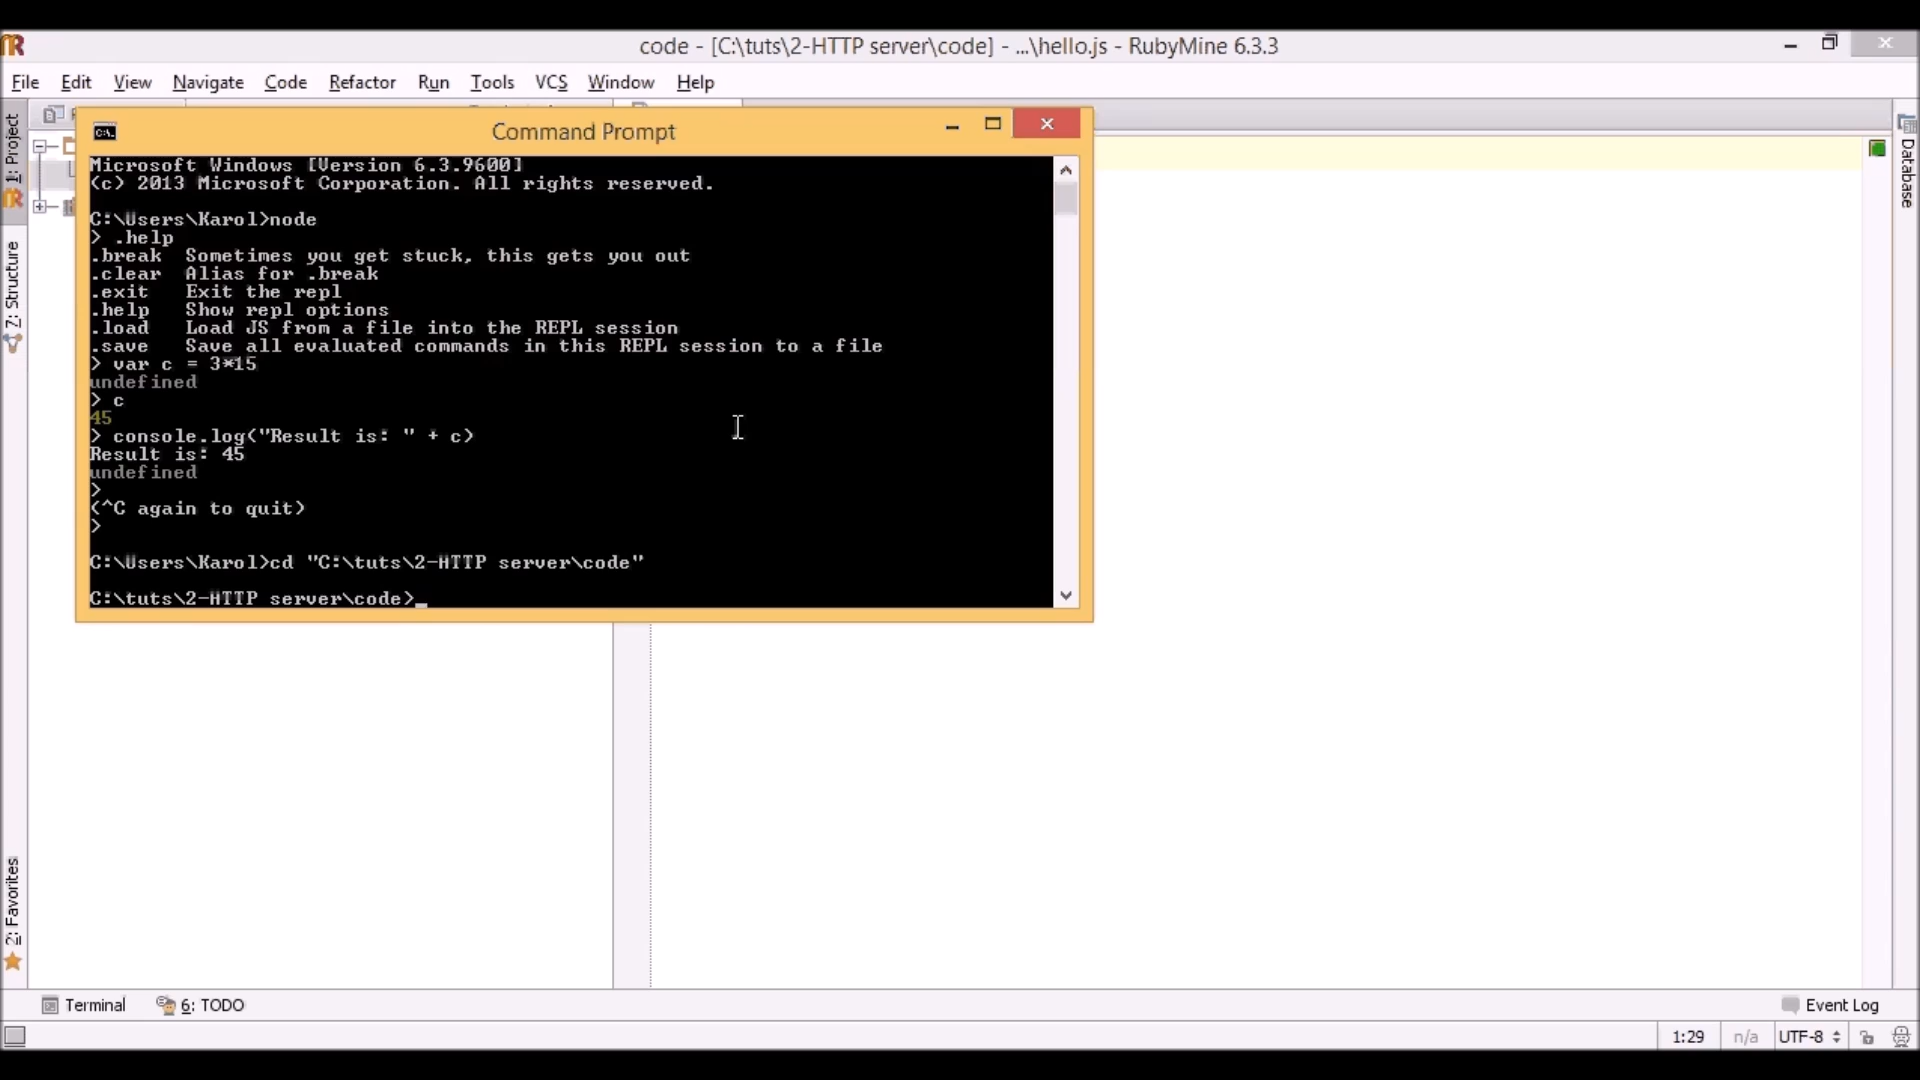 code - [C:\tuts\2-HTTP server\code] - ...\hello.js - RubyMine 6.3.3
File Edit View Navigate Code Refactor Run Tools VCS Window Help
1: Project
Z: Structure
2: Favorites
Database
Command Prompt
Microsoft Windows [Version 6.3.9600]
(c) 2013 Microsoft Corporation. All rights reserved.
C:\Users\Karol>node
> .help
.break Sometimes you get stuck, this gets you out
.clear Alias for .break
.exit Exit the repl
.help Show repl options
.load Load JS from a file into the REPL session
.save Save all evaluated commands in this REPL session to a file
> var c = 3*15
undefined
> c
45
> console.log("Result is: " + c)
Result is: 45
undefined
>
(^C again to quit)
>
C:\Users\Karol>cd "C:\tuts\2-HTTP server\code"
C:\tuts\2-HTTP server\code>_
Terminal 6: TODO Event Log
1:29 n/a UTF-8